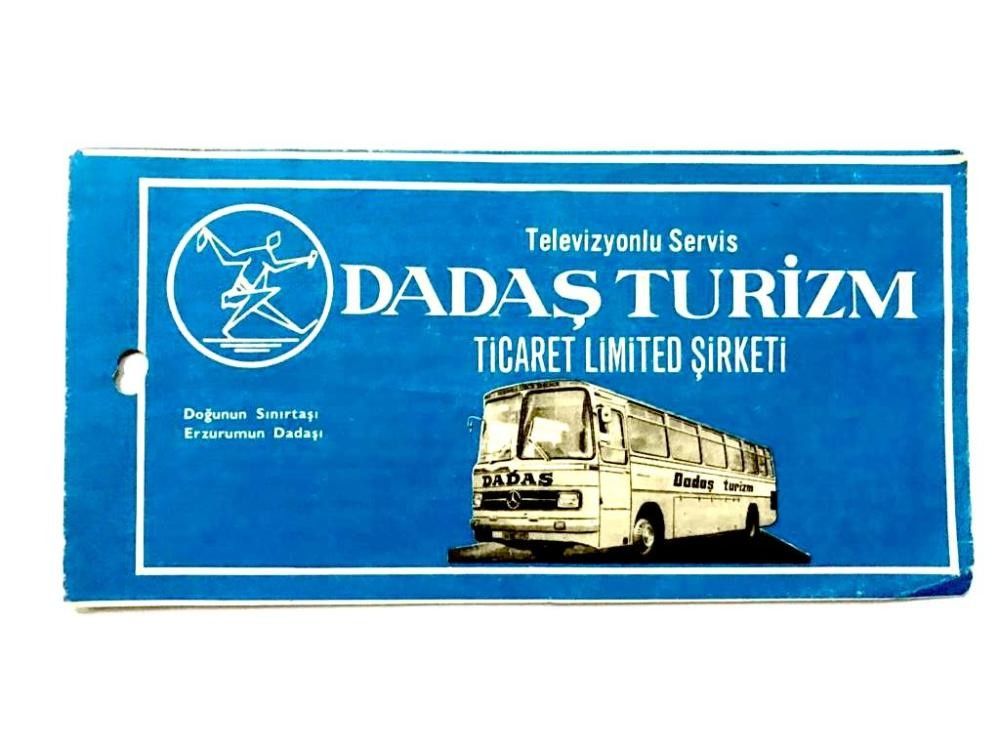 Televizyonlu Servis
DADAŞ TURİZM
TİCARET LİMİTED ŞİRKETİ
Doğunun Sınırtaşı
Erzurumun Dadaşı
DADAŞ
Dadaş turizm